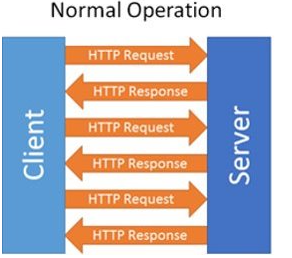 Normal Operation
Client
HTTP Request
HTTP Response
HTTP Request
HTTP Response
HTTP Request
HTTP Response
Server